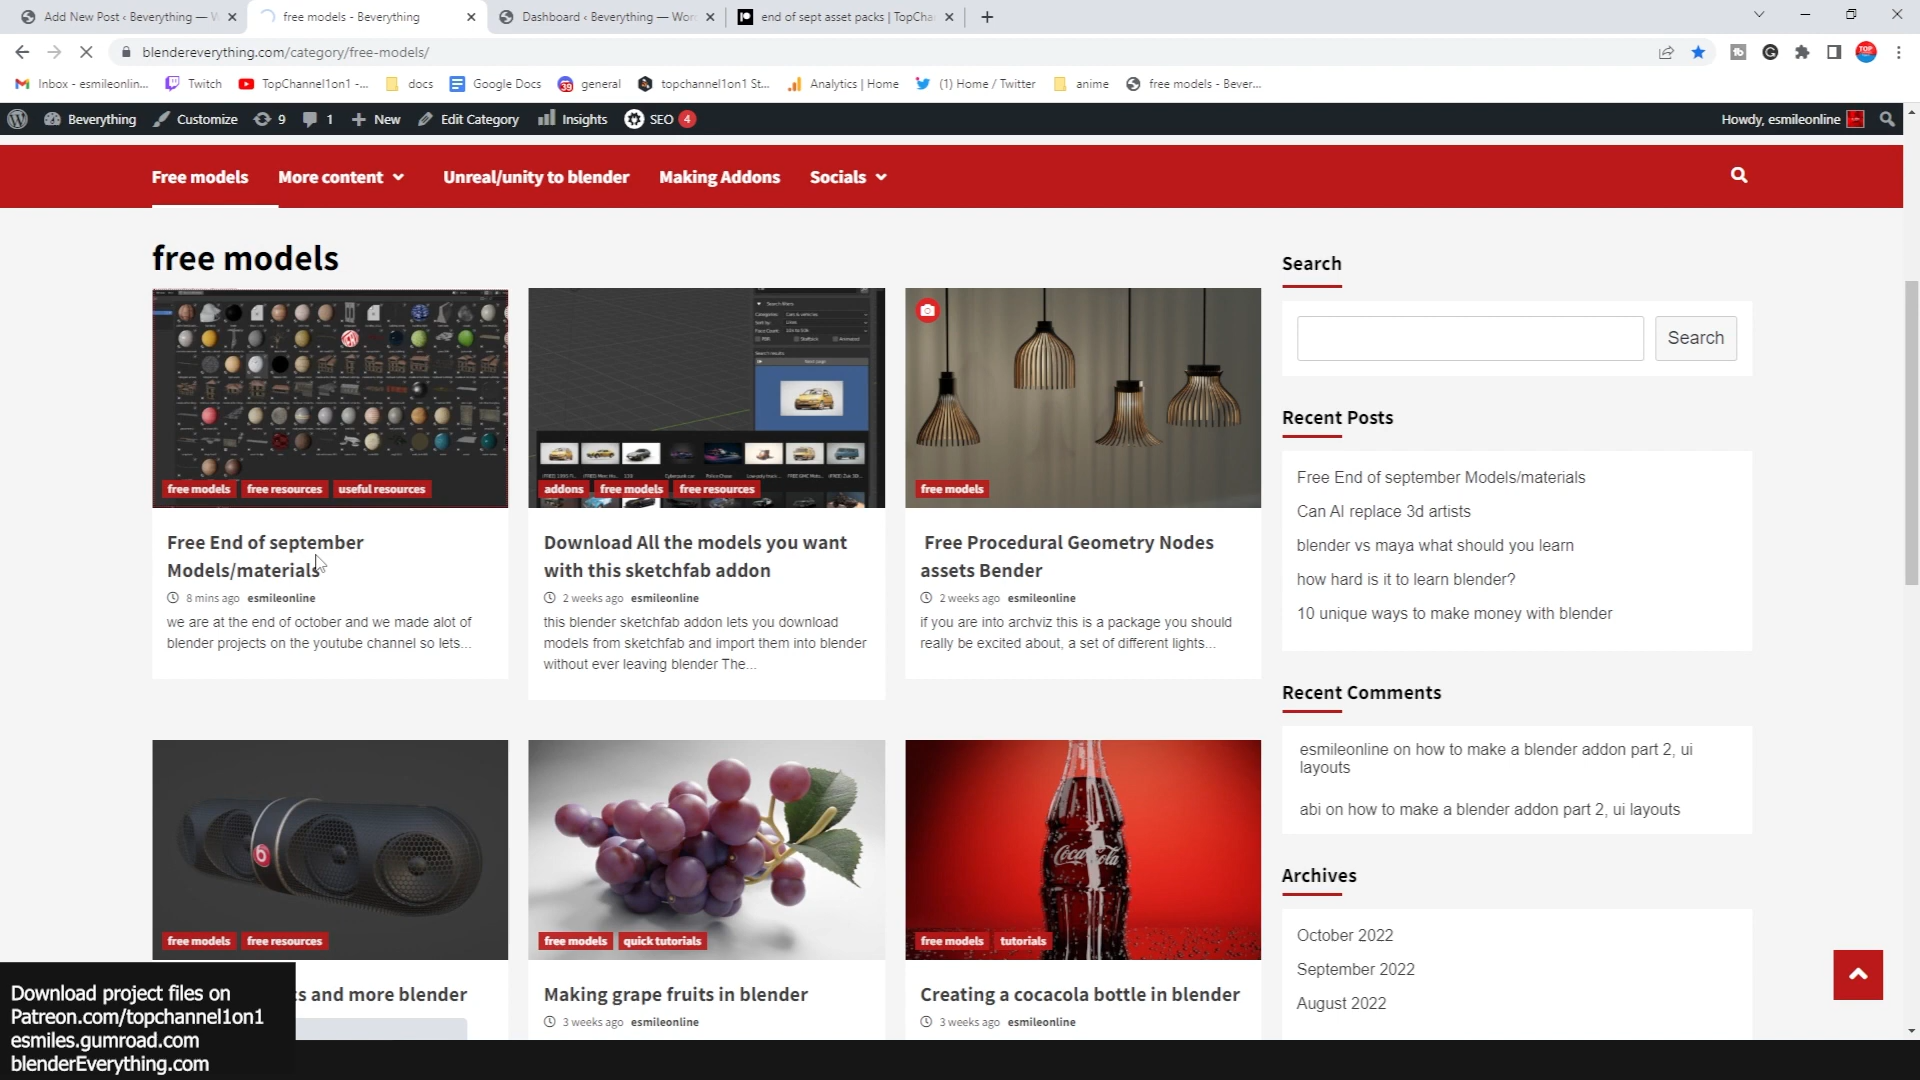 Add New Post ‹ Beverything — W
free models - Beverything
Dashboard ‹ Beverything — Wor
end of sept asset packs | TopCha
blendereverything.com/category/free-models/
Inbox - esmileonlin...
Twitch
TopChannel1on1 -...
docs
Google Docs
39
general
topchannel1on1 St...
Analytics | Home
(1) Home / Twitter
anime
free models - Bever...
Beverything
Customize
9
1
New
Edit Category
Insights
SEO
4
Howdy, esmileonline
Free models
More content
Unreal/unity to blender
Making Addons
Socials
free models
free models
free resources
useful resources
Free End of september
Models/materials
8 mins ago
esmileonline
we are at the end of october and we made alot of
blender projects on the youtube channel so lets...
addons
free models
free resources
Download All the models you want
with this sketchfab addon
2 weeks ago
esmileonline
this blender sketchfab addon lets you download
models from sketchfab and import them into blender
without ever leaving blender The...
free models
Free Procedural Geometry Nodes
assets Bender
2 weeks ago
esmileonline
if you are into archviz this is a package you should
really be excited about, a set of different lights...
free models
free resources
s and more blender
free models
quick tutorials
Making grape fruits in blender
3 weeks ago
esmileonline
Coca-Cola
free models
tutorials
Creating a cocacola bottle in blender
3 weeks ago
esmileonline
Search
Search
Recent Posts
Free End of september Models/materials
Can AI replace 3d artists
blender vs maya what should you learn
how hard is it to learn blender?
10 unique ways to make money with blender
Recent Comments
esmileonline on how to make a blender addon part 2, ui
layouts
abi on how to make a blender addon part 2, ui layouts
Archives
October 2022
September 2022
August 2022
Download project files on
Patreon.com/topchannel1on1
esmiles.gumroad.com
blenderEverything.com